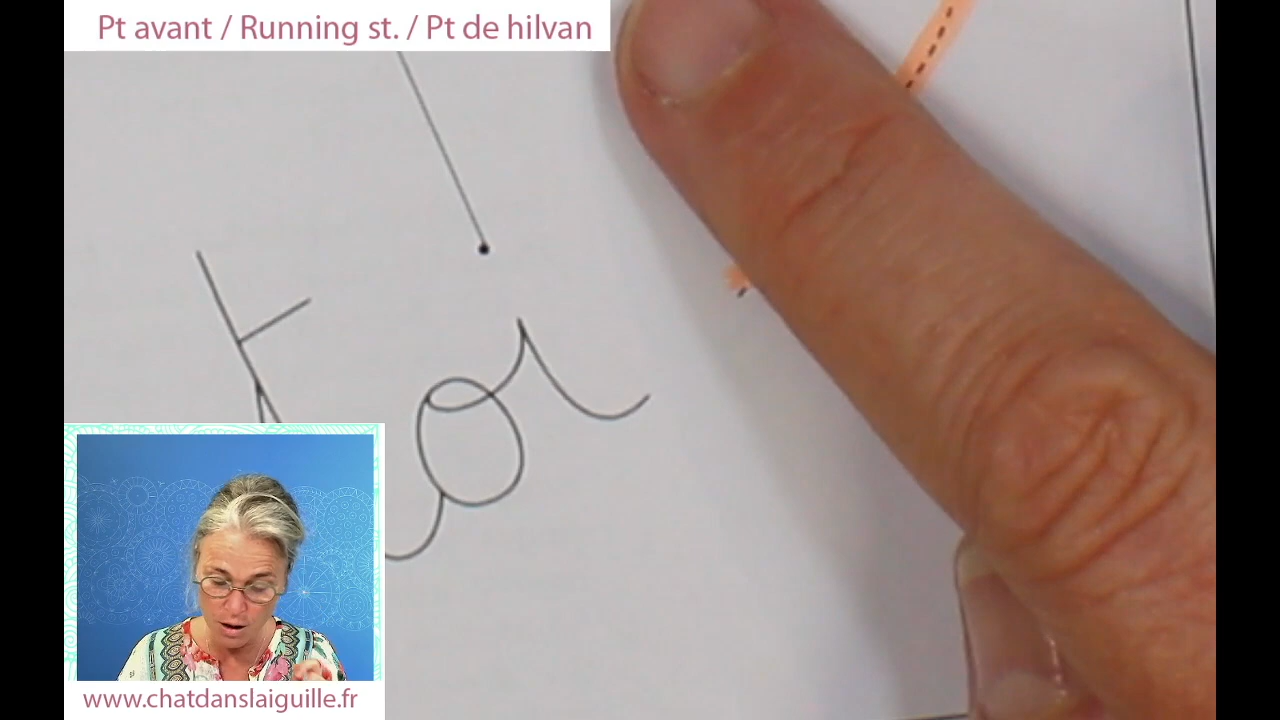 Pt avant / Running st. / Pt de hilvan
www.chatdanslaiguille.fr